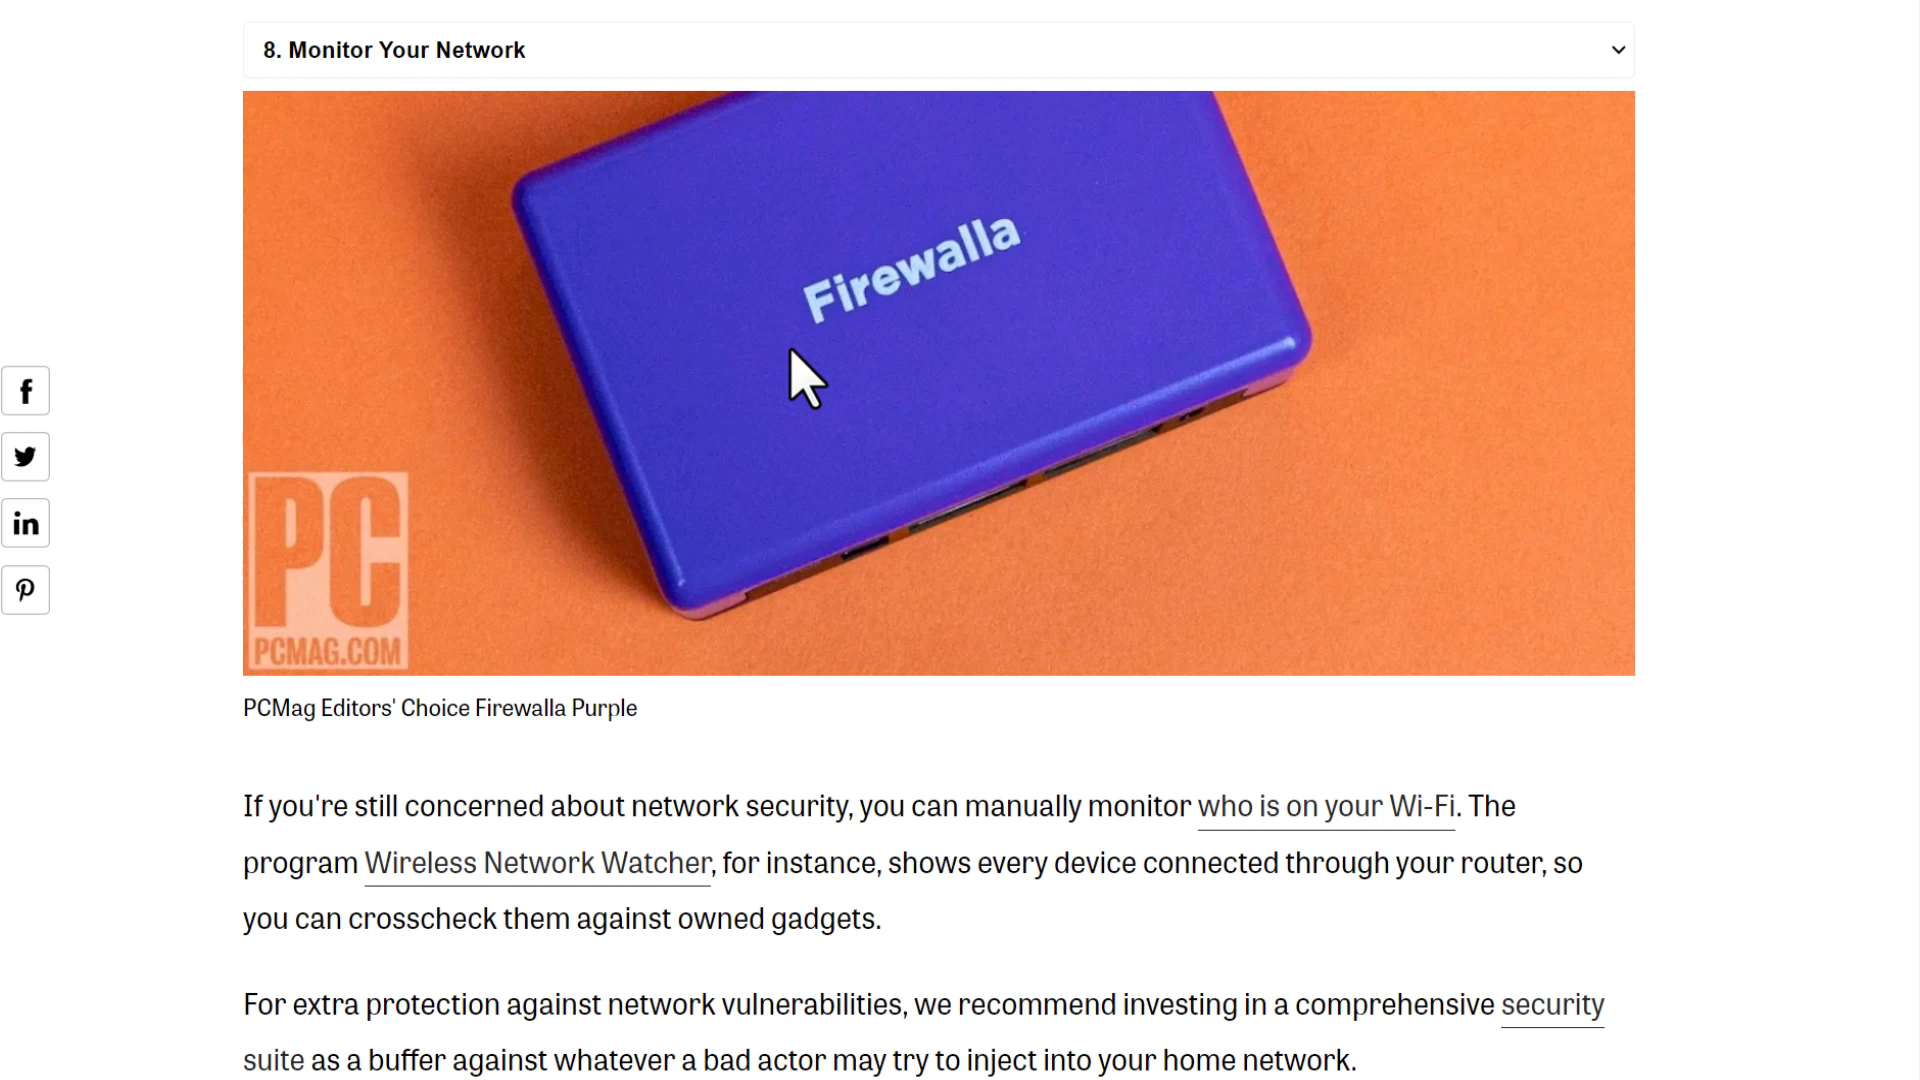 8. Monitor Your Network
Firewalla
PC
PCMAG.COM
PCMag Editors' Choice Firewalla Purple
If you're still concerned about network security, you can manually monitor who is on your Wi-Fi. The
program Wireless Network Watcher, for instance, shows every device connected through your router, so
you can crosscheck them against owned gadgets.
For extra protection against network vulnerabilities, we recommend investing in a comprehensive security
suite as a buffer against whatever a bad actor may try to inject into your home network.